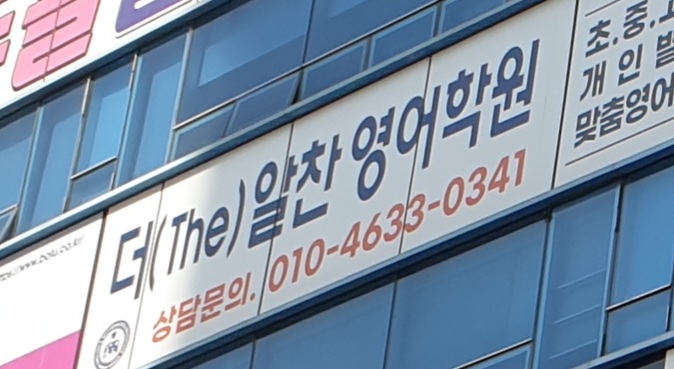 더(The)알찬영어학원
상담문의. 010-4633-0341
초.중.고
개인별
맞춤영어